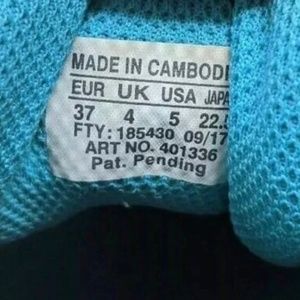 MADE IN CAMBODI
EUR UK USA JAPA
37 4 5 22.5
FTY: 185430 09/17
ART NO. 401336
Pat. Pending